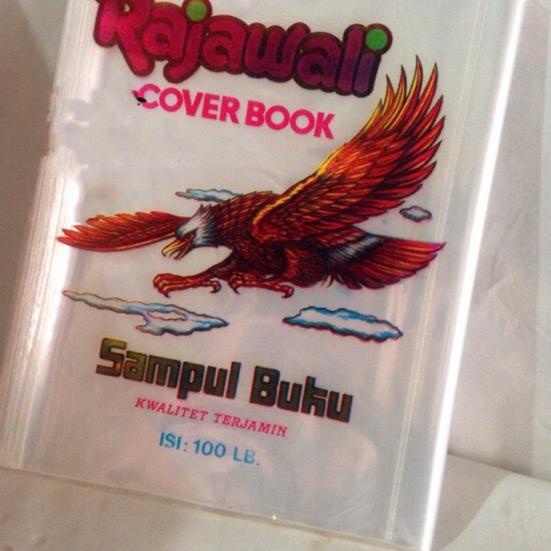 Rajawali
COVER BOOK
Sampul Buku
KWALITET TERJAMIN
ISI: 100 LB.